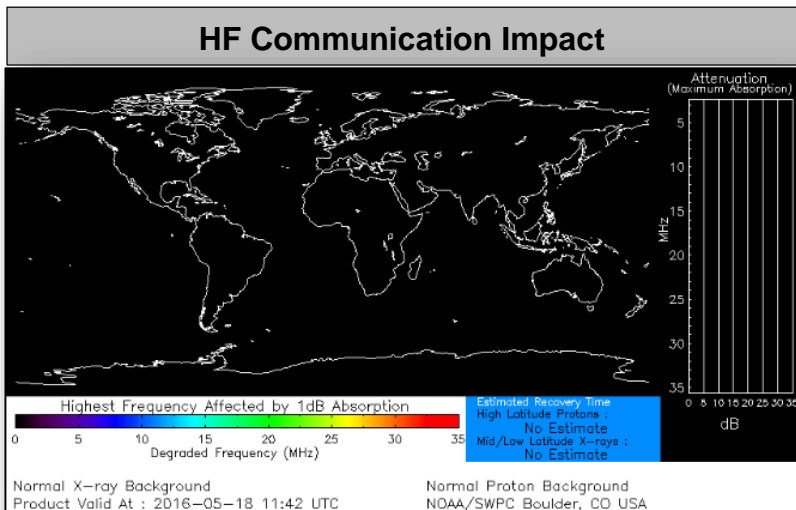 HF Communication Impact
Attenuation
(Maximum Absorption)
5
10
15
20
25
30
35
MHz
0 5 10 15 20 25 30 35
dB
Highest Frequency Affected by 1dB Absorption
0 5 10 15 20 25 30 35
Degraded Frequency (MHz)
Estimated Recovery Time
High Latitude Protons :
No Estimate
Mid/Low Latitude X-rays :
No Estimate
Normal X-ray Background
Product Valid At : 2016-05-18 11:42 UTC
Normal Proton Background
NOAA/SWPC Boulder, CO USA